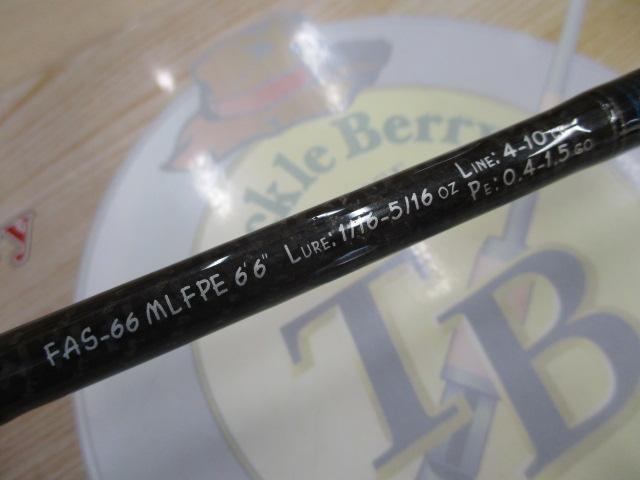 FAS-66 MLFPE 6'6" LURE: 1/16-5/16 OZ LINE: 4-10
PE: 0.4-1.5 GO
ckle Berry
TB
y